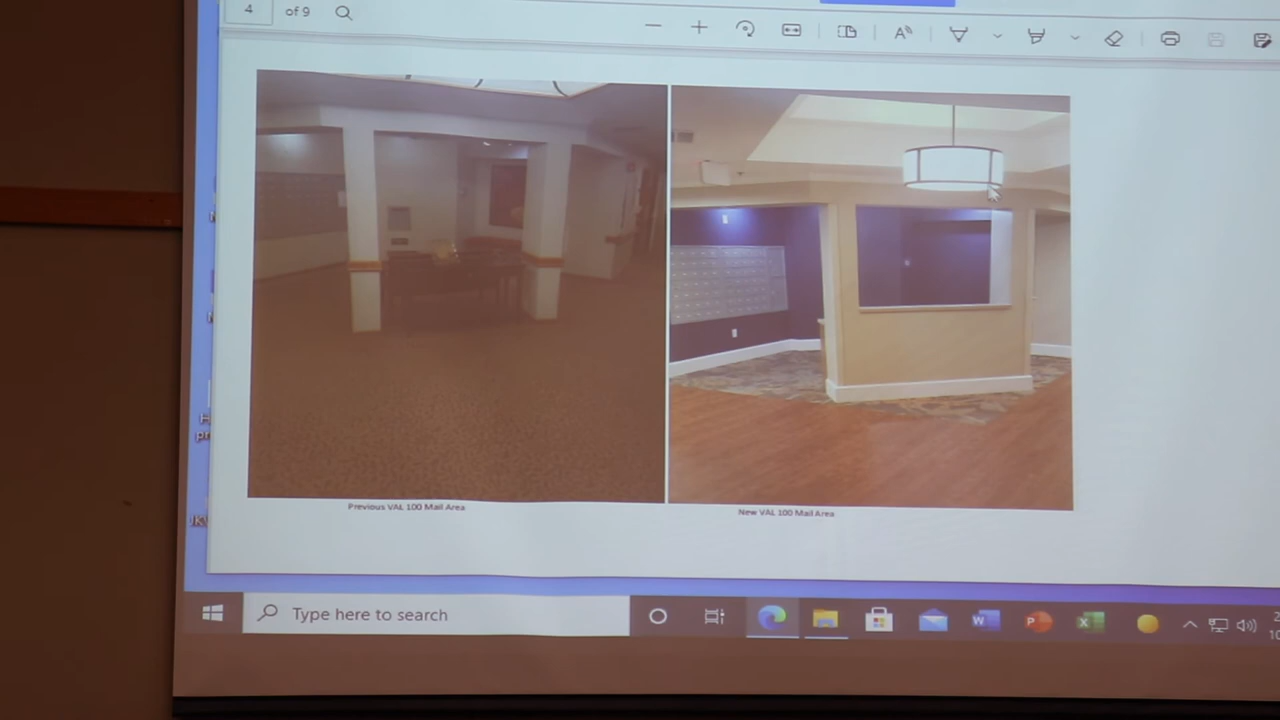 4 of 9
Previous VAL 100 Mail Area
New VAL 100 Mail Area
Type here to search